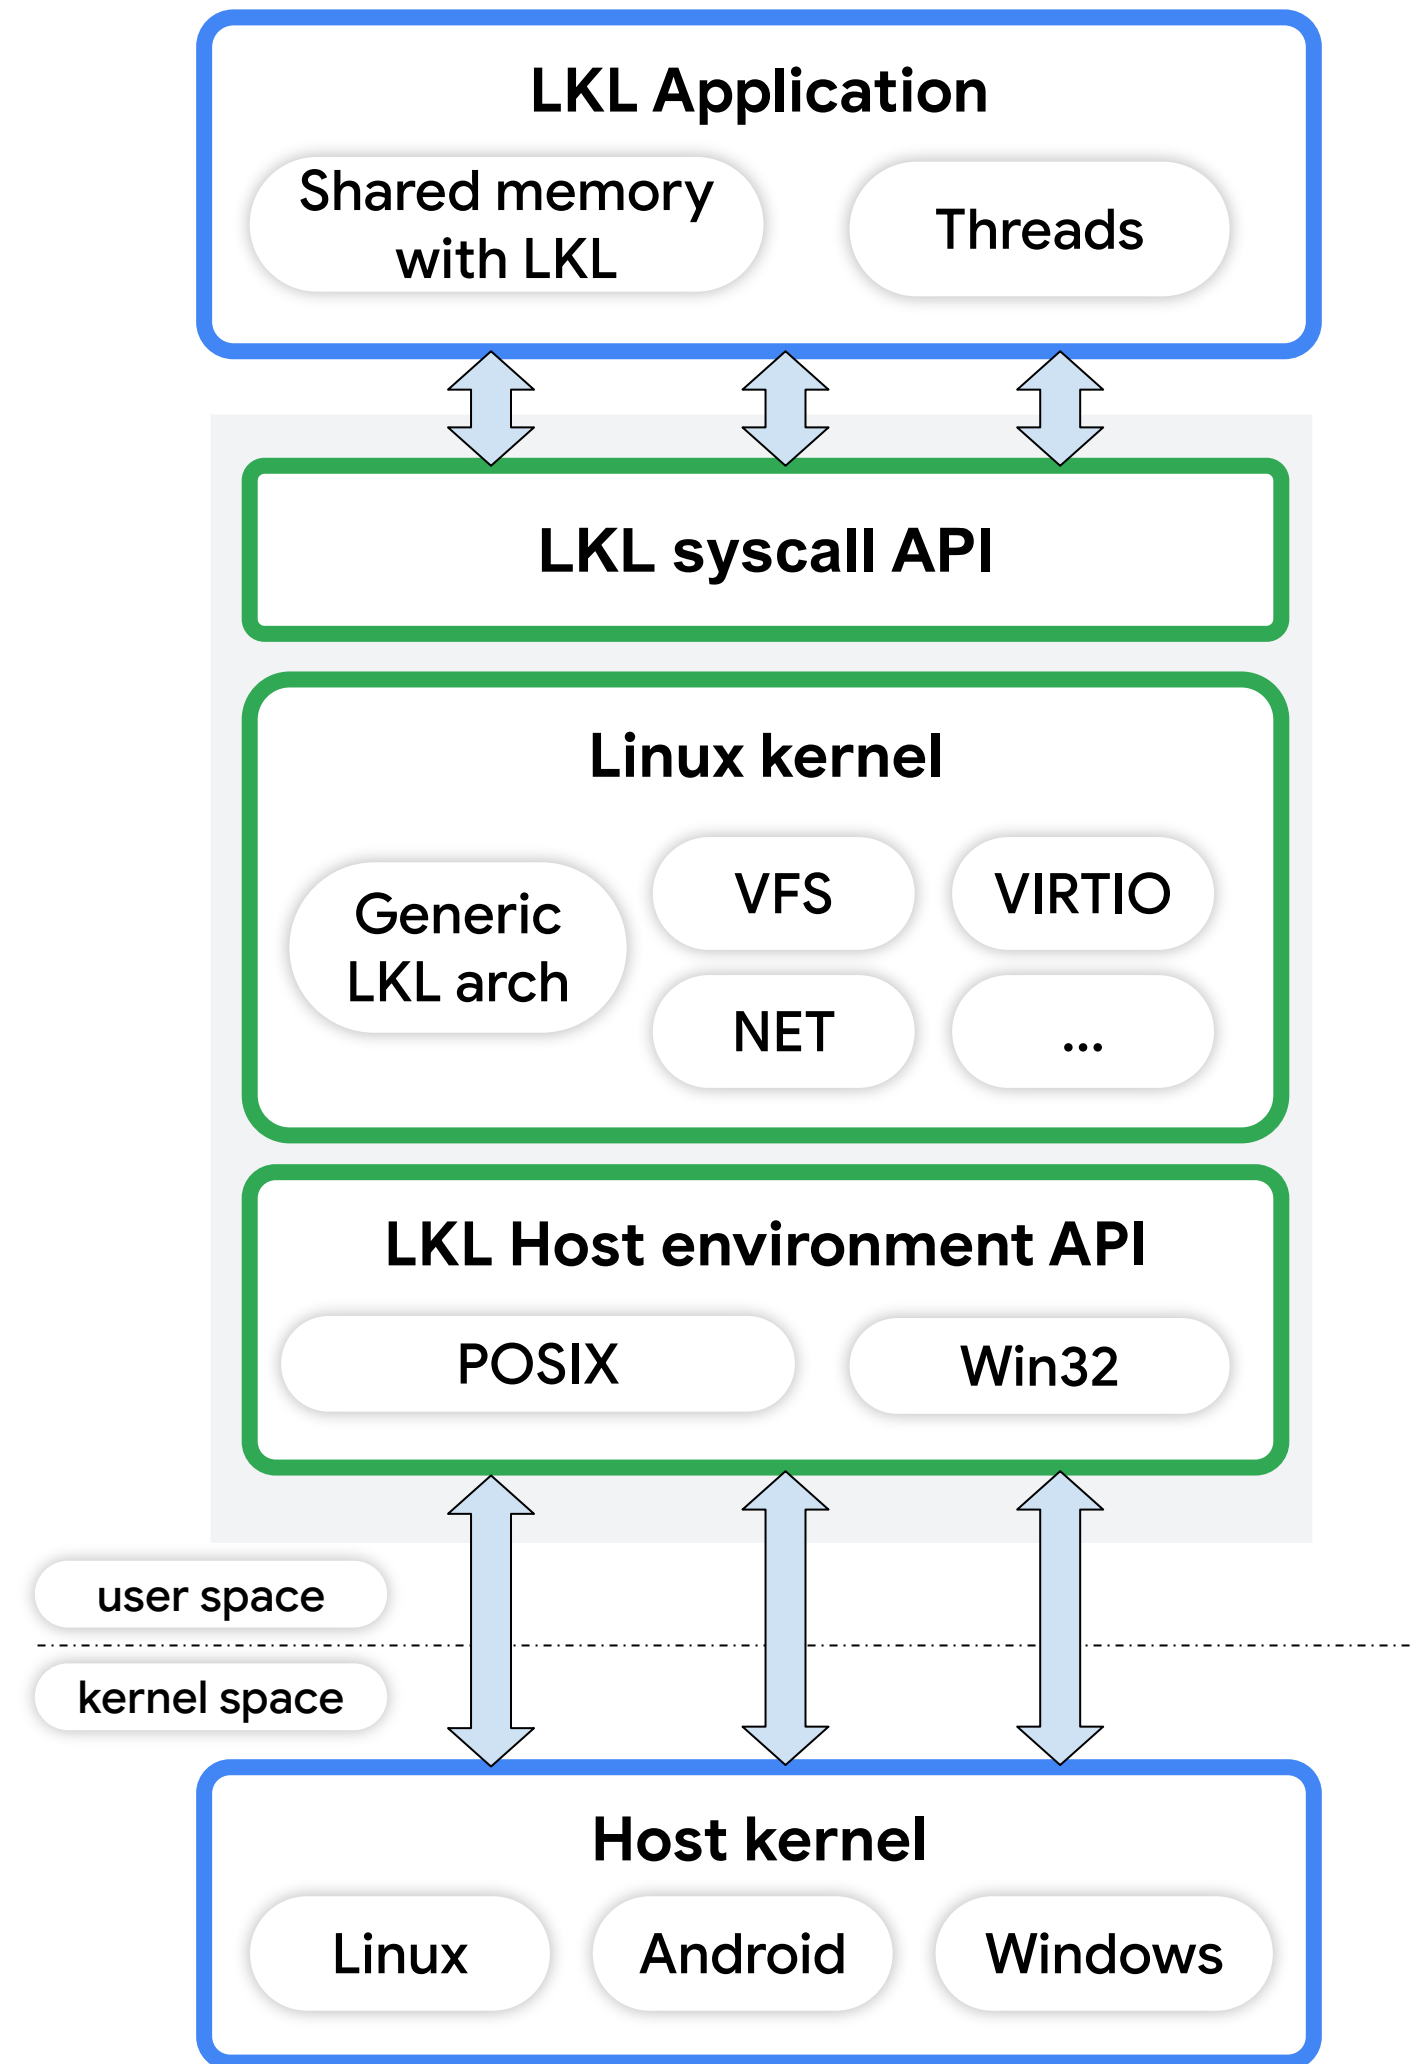 LKL Application
Shared memory
with LKL
Threads
LKL syscall API
Linux kernel
Generic
LKL arch
VFS
VIRTIO
NET
...
LKL Host environment API
POSIX
Win32
user space
kernel space
Host kernel
Linux
Android
Windows